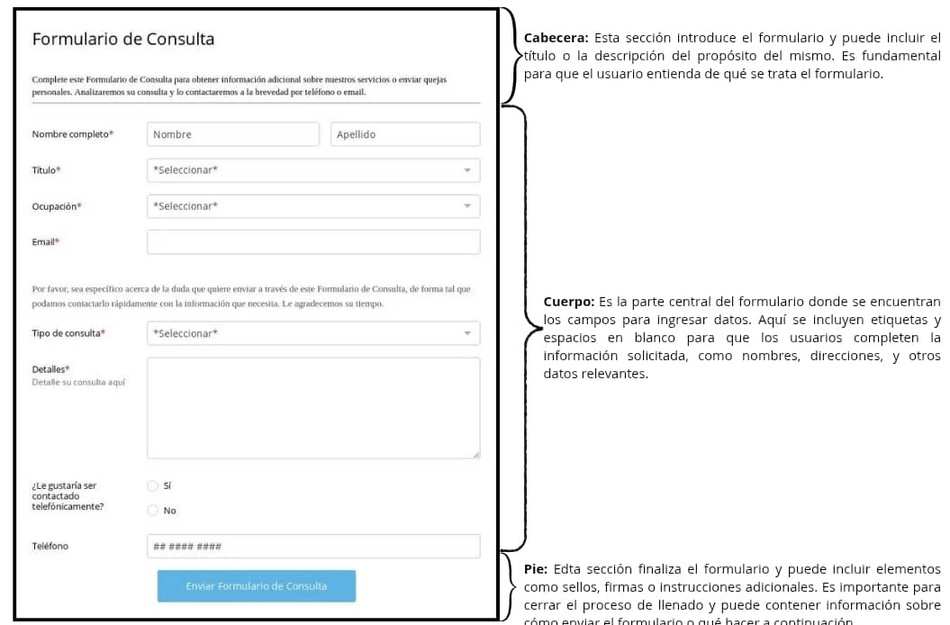 Formulario de Consulta
Complete este Formulario de Consulta para obtener información adicional sobre nuestros servicios o enviar quejas
personales. Analizaremos su consulta y lo contactaremos a la brevedad por teléfono o email.
Nombre completo*
Nombre
Apellido
Título*
*Seleccionar*
Ocupación*
*Seleccionar*
Email*
Por favor, sea específico acerca de la duda que quiere enviar a través de este Formulario de Consulta, de forma tal que
podamos contactarlo rápidamente con la información que necesita. Le agradecemos su tiempo.
Tipo de consulta*
*Seleccionar*
Detalles*
Detalle su consulta aquí
¿Le gustaría ser
contactado
telefónicamente?
Sí
No
Teléfono
## #### ####
Enviar Formulario de Consulta
Cabecera: Esta sección introduce el formulario y puede incluir el
título o la descripción del propósito del mismo. Es fundamental
para que el usuario entienda de qué se trata el formulario.
Cuerpo: Es la parte central del formulario donde se encuentran
los campos para ingresar datos. Aquí se incluyen etiquetas y
espacios en blanco para que los usuarios completen la
información solicitada, como nombres, direcciones, y otros
datos relevantes.
Pie: Edta sección finaliza el formulario y puede incluir elementos
como sellos, firmas o instrucciones adicionales. Es importante para
cerrar el proceso de llenado y puede contener información sobre
cómo enviar el formulario o qué hacer a continuación.